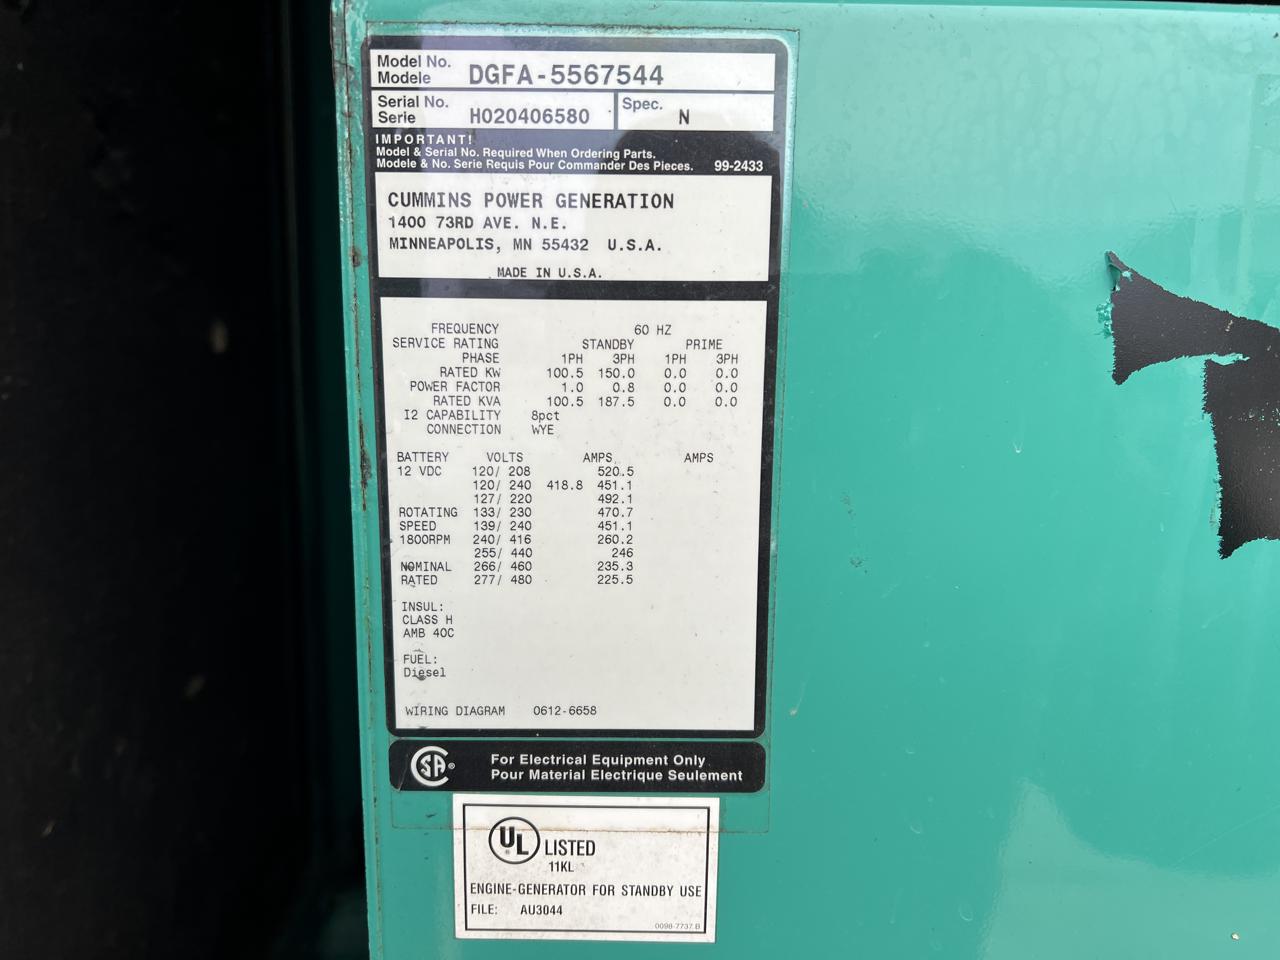 Model No.
Modele DGFA-5567544
Serial No.
Serie H020406580
Spec. N
IMPORTANT!
Model & Serial No. Required When Ordering Parts.
Modele & No. Serie Requis Pour Commander Des Pieces. 99-2433
CUMMINS POWER GENERATION
1400 73RD AVE. N.E.
MINNEAPOLIS, MN 55432 U.S.A.
MADE IN U.S.A.
FREQUENCY 60 HZ
SERVICE RATING STANDBY PRIME
PHASE 1PH 3PH 1PH 3PH
RATED KW 100.5 150.0 0.0 0.0
POWER FACTOR 1.0 0.8 0.0 0.0
RATED KVA 100.5 187.5 0.0 0.0
I2 CAPABILITY 8pct
CONNECTION WYE
BATTERY VOLTS AMPS AMPS
12 VDC 120/ 208 520.5
120/ 240 418.8 451.1
127/ 220 492.1
ROTATING 133/ 230 470.7
SPEED 139/ 240 451.1
1800RPM 240/ 416 260.2
255/ 440 246
NOMINAL 266/ 460 235.3
RATED 277/ 480 225.5
INSUL:
CLASS H
AMB 40C
FUEL:
Diesel
WIRING DIAGRAM 0612-6658
CSA®
For Electrical Equipment Only
Pour Material Electrique Seulement
UL® LISTED
11KL
ENGINE-GENERATOR FOR STANDBY USE
FILE: AU3044
0098-7737 B